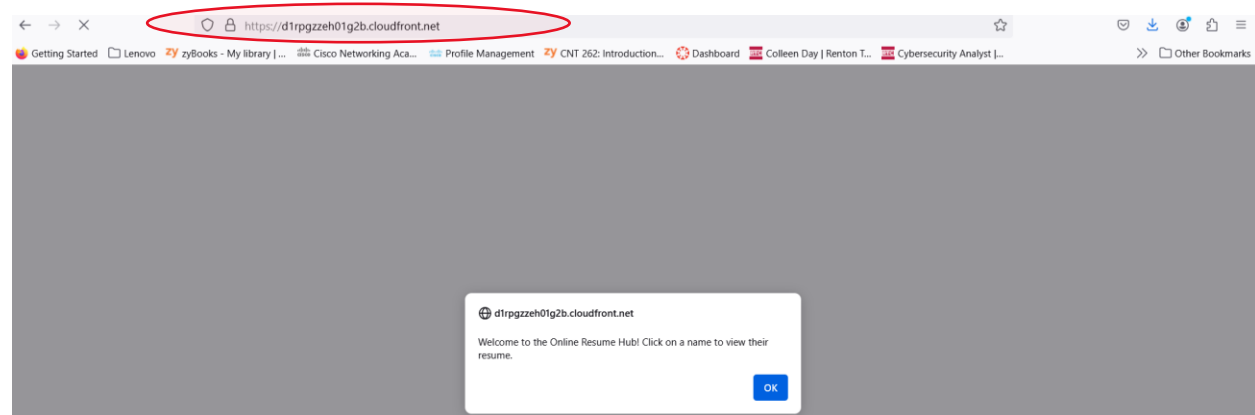 https://d1rpgzzeh01g2b.cloudfront.net
Getting Started Lenovo zyBooks - My library | ... Cisco Networking Aca... Profile Management CNT 262: Introduction... Dashboard Colleen Day | Renton T... Cybersecurity Analyst |... Other Bookmarks
d1rpgzzeh01g2b.cloudfront.net
Welcome to the Online Resume Hub! Click on a name to view their
resume.
OK